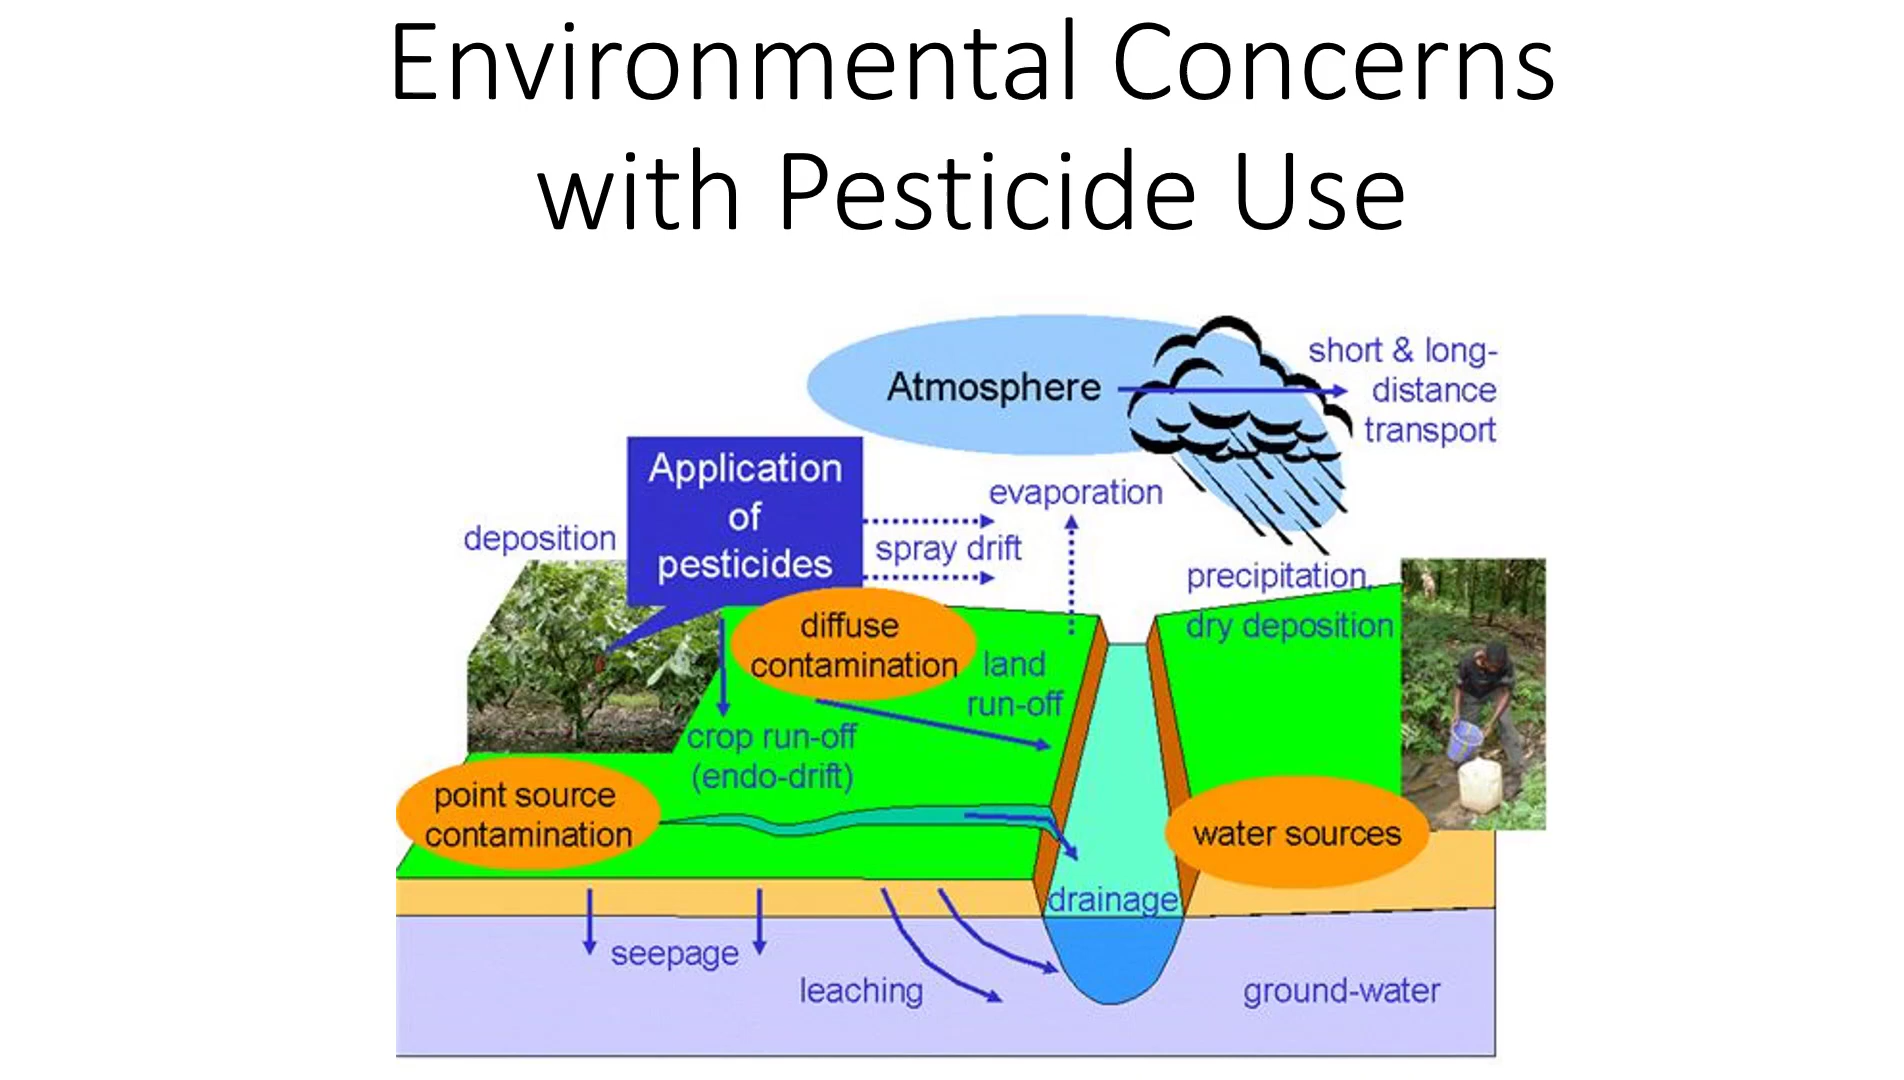 Environmental Concerns
with Pesticide Use
Atmosphere
short & long-
distance
transport
Application
of
pesticides
deposition
evaporation
spray drift
precipitation,
dry deposition
diffuse
contamination
land
run-off
crop run-off
(endo-drift)
point source
contamination
water sources
drainage
seepage
leaching
ground-water